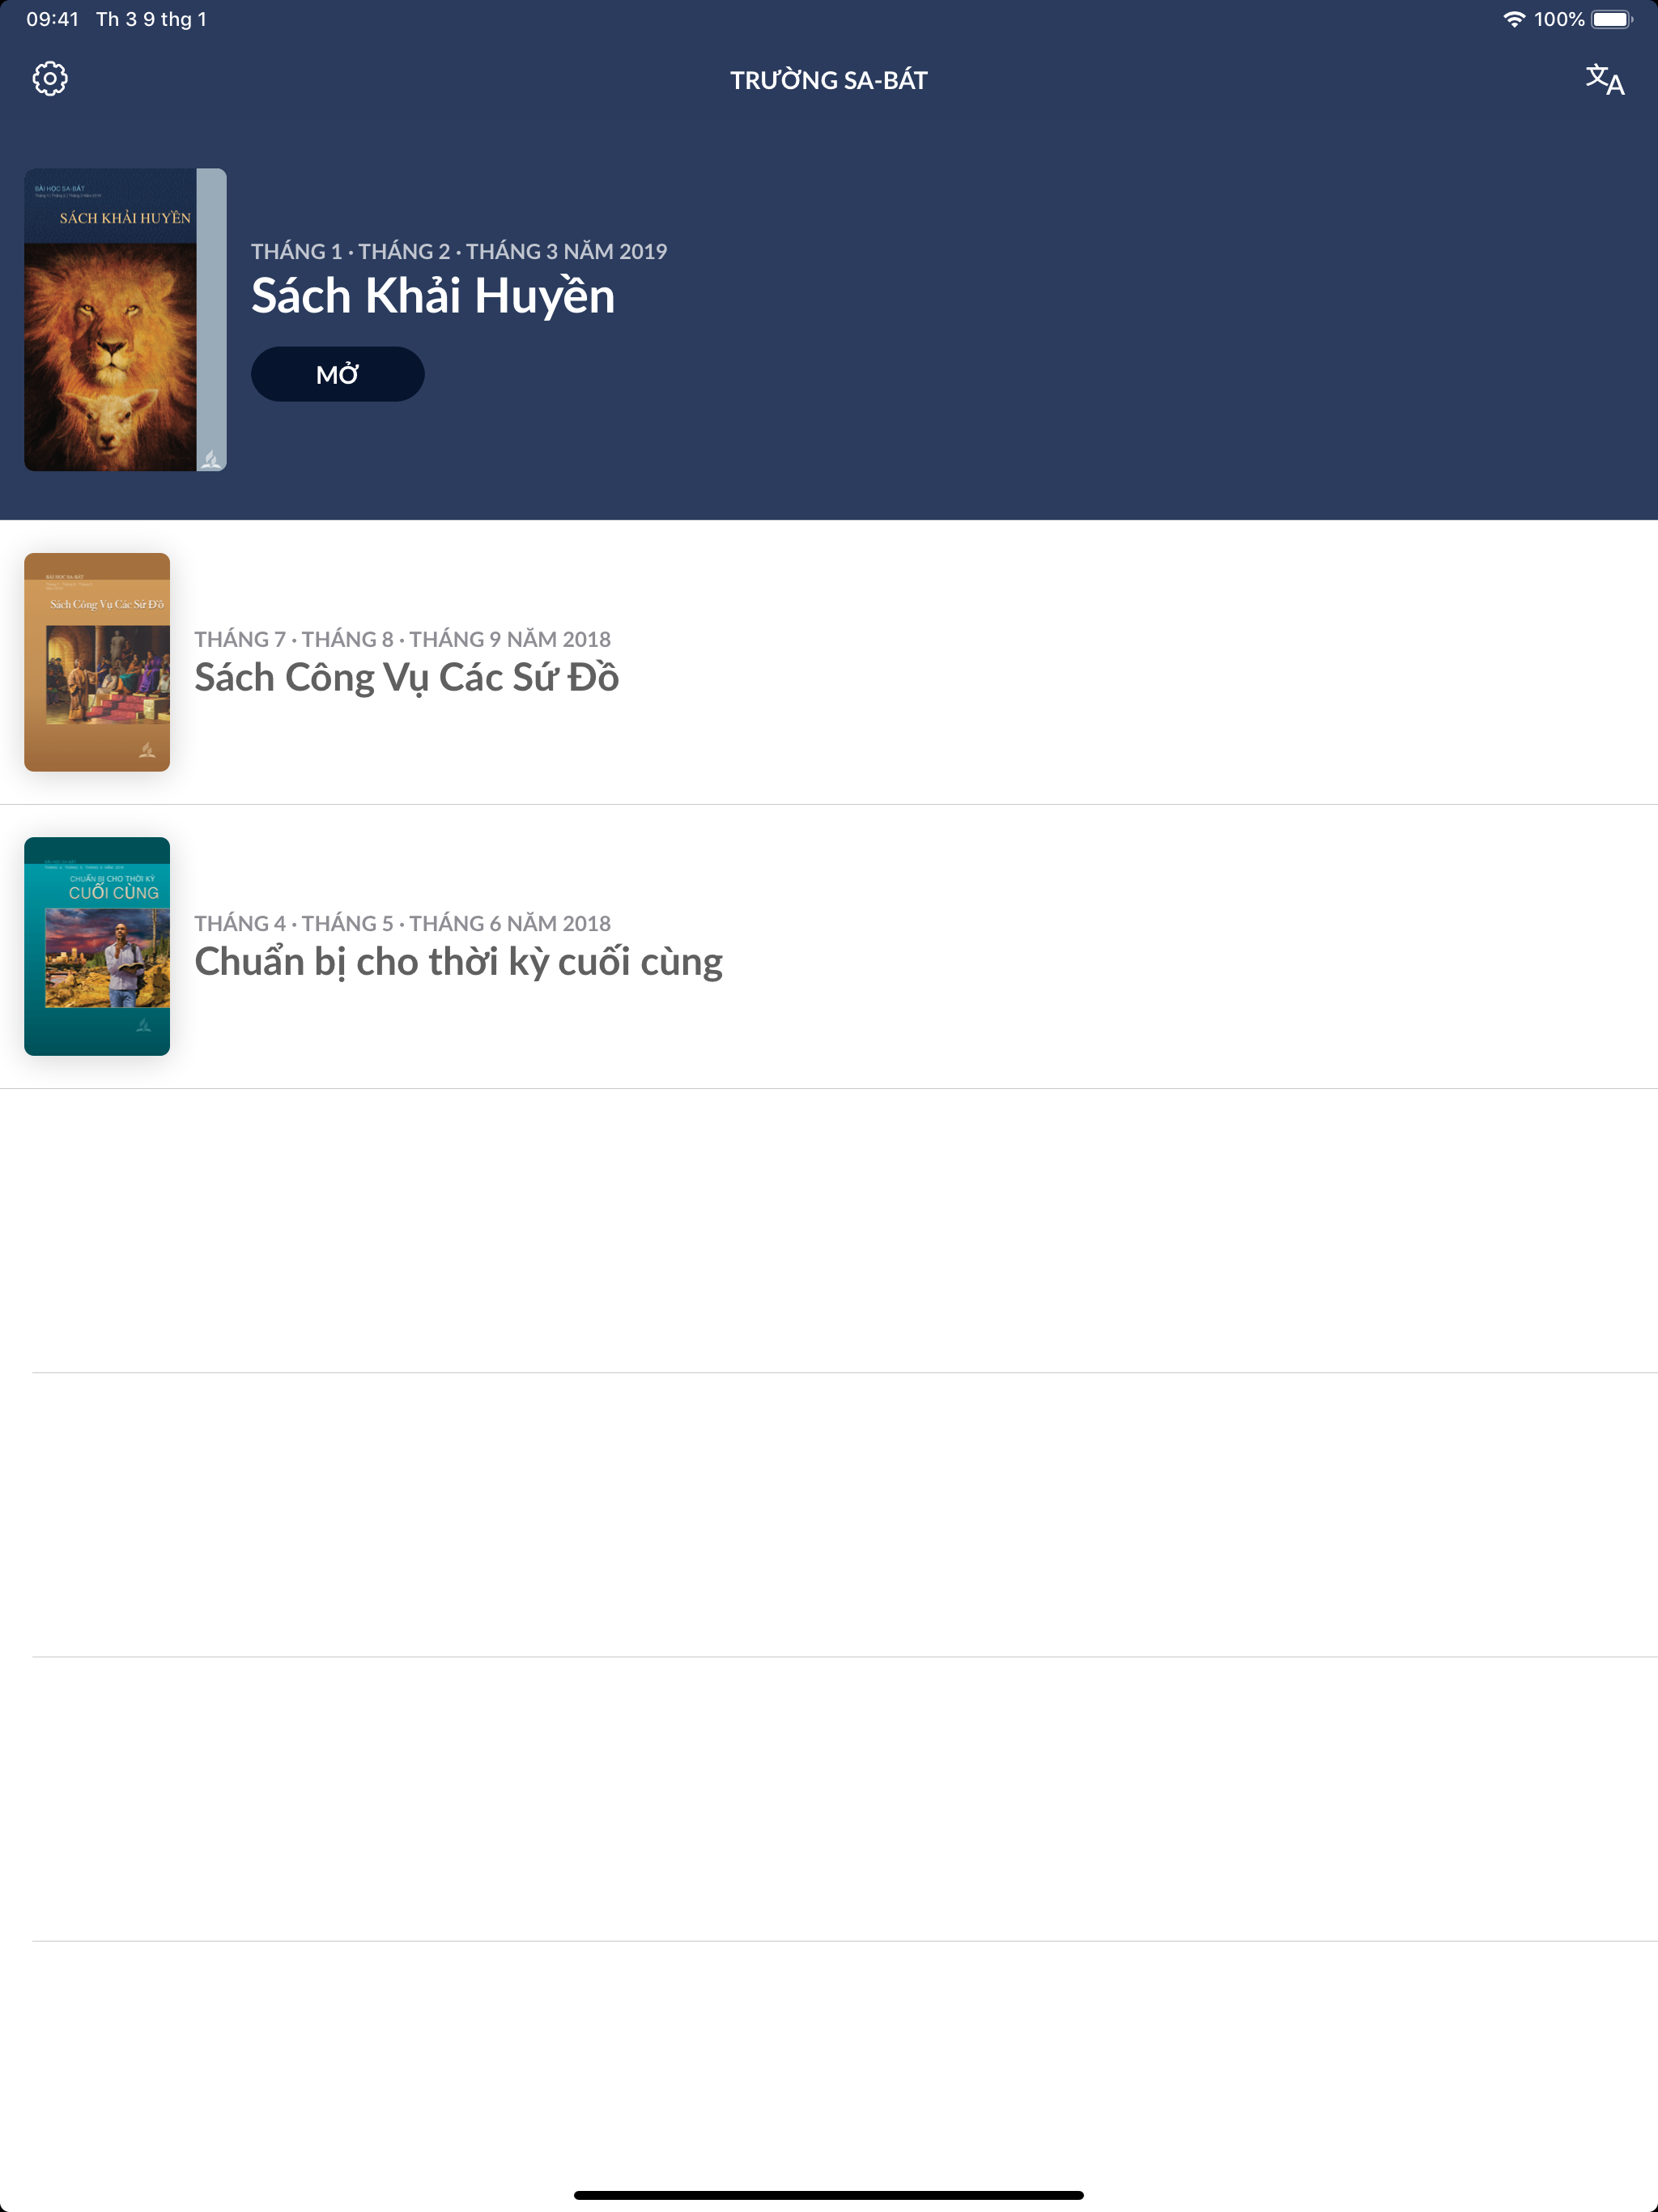 09:41 Th 3 9 thg 1
100%
TRƯỜNG SA-BÁT
BÀI HỌC SA-BÁT
SÁCH KHẢI HUYỀN
THÁNG 1 · THÁNG 2 · THÁNG 3 NĂM 2019
Sách Khải Huyền
MỞ
BÀI HỌC SA-BÁT
Sách Công Vụ Các Sứ Đồ
THÁNG 7 · THÁNG 8 · THÁNG 9 NĂM 2018
Sách Công Vụ Các Sứ Đồ
CHUẨN BỊ CHO THỜI KỲ
CUỐI CÙNG
THÁNG 4 · THÁNG 5 · THÁNG 6 NĂM 2018
Chuẩn bị cho thời kỳ cuối cùng